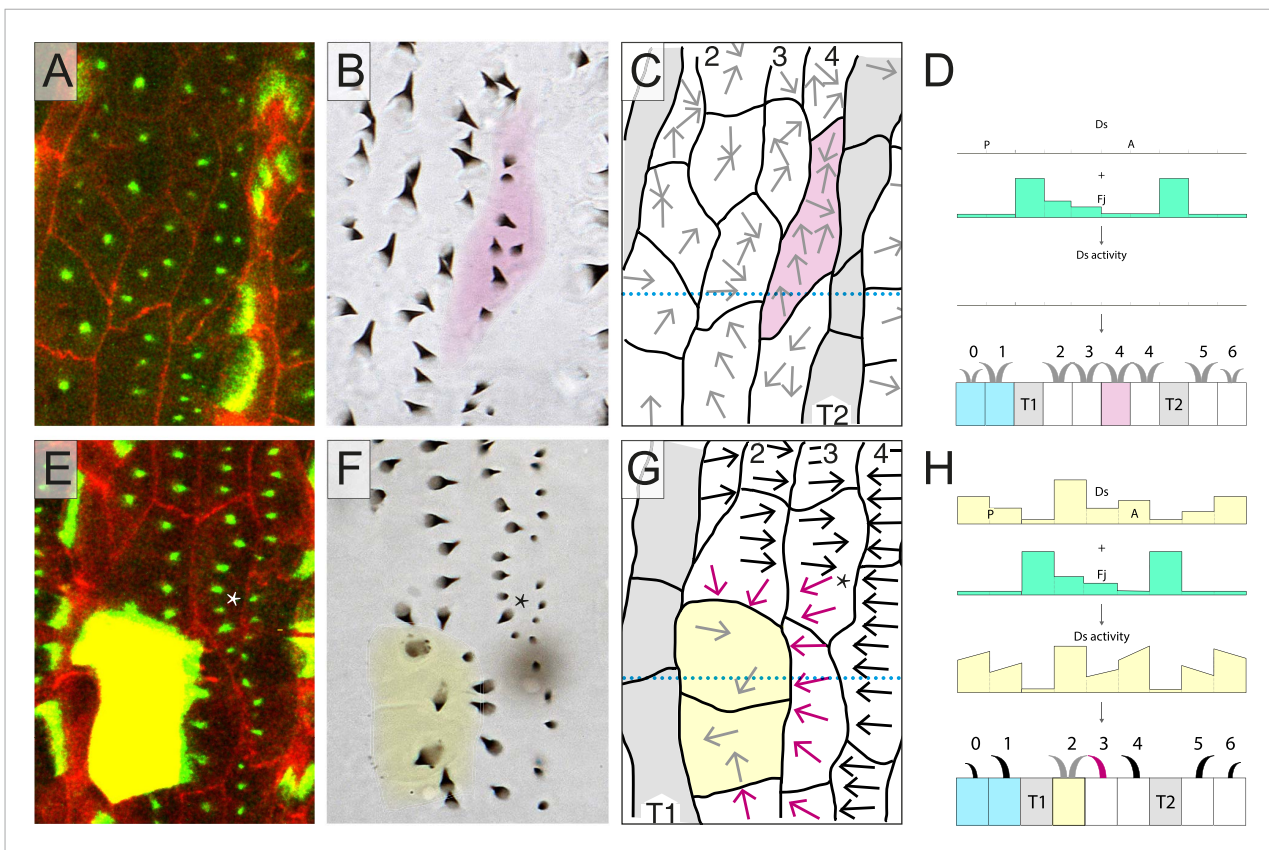 A
B
C
2 3 4
T2
D
Ds
P A
+
Fj
Ds activity
0 1 2 3 4 4 5 6
T1 T2
E
*
F
*
G
2 3 4
*
T1
H
Ds
P A
+
Fj
Ds activity
0 1 2 3 4 5 6
T1 T2